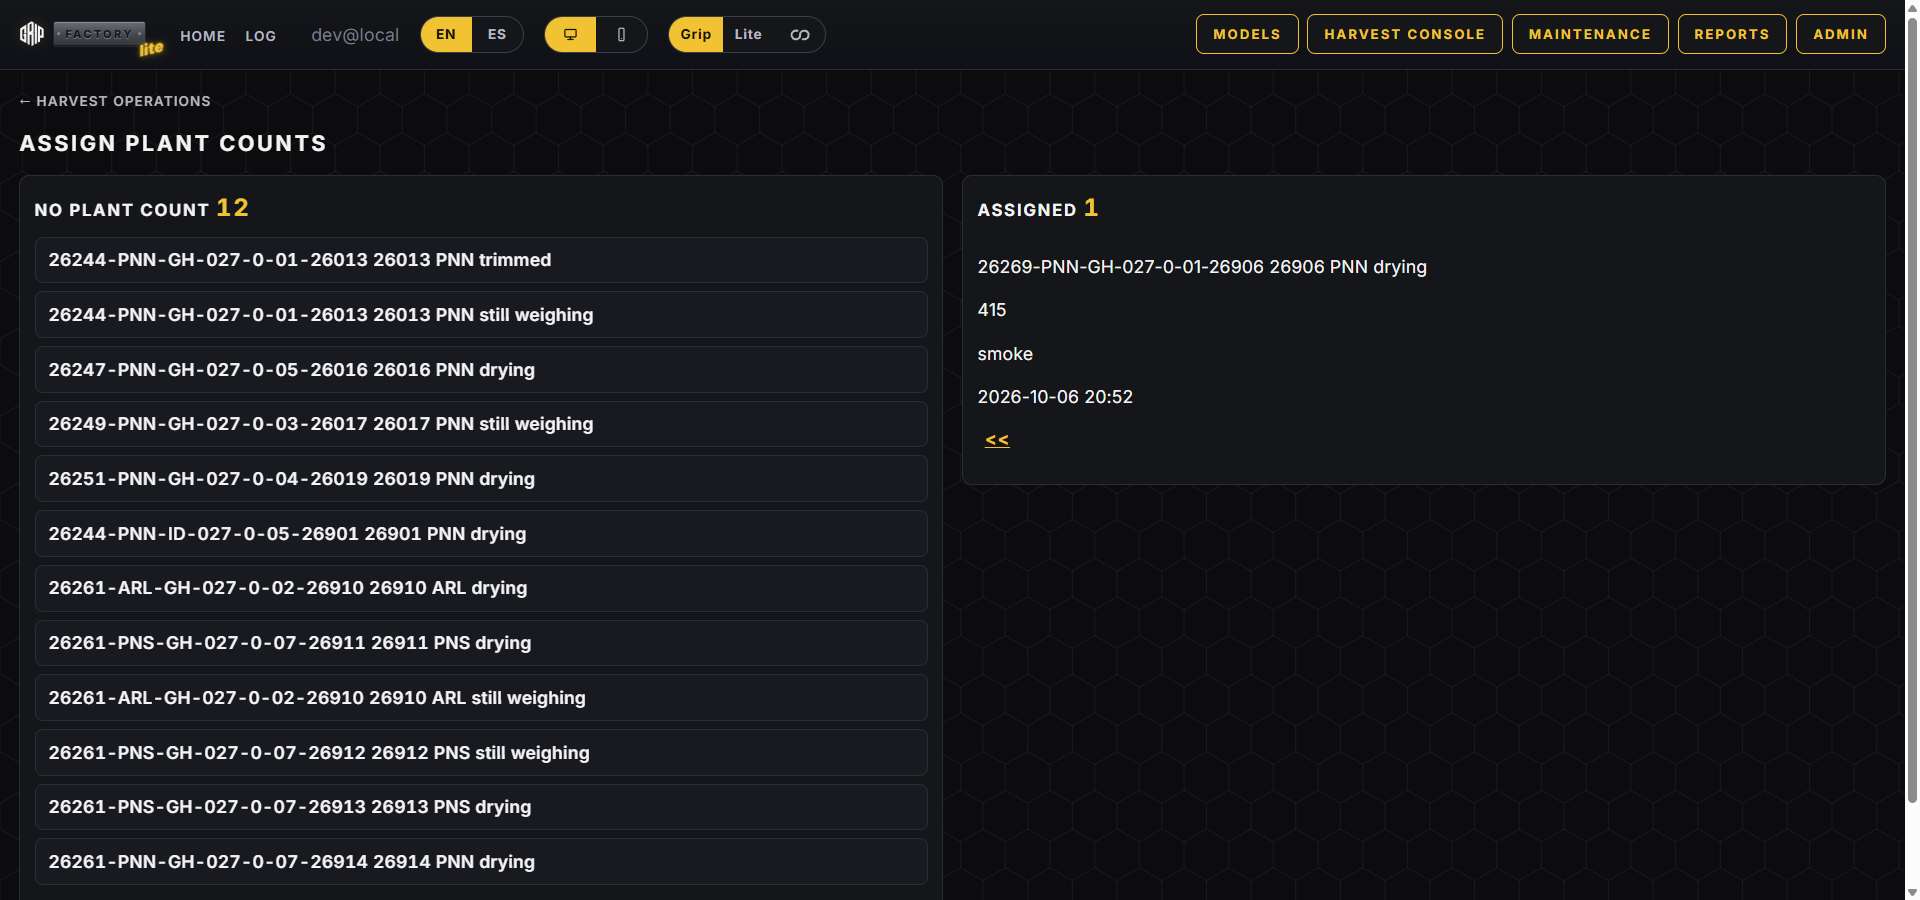 GRIP FACTORY lite HOME LOG dev@local EN ES Grip Lite MODELS HARVEST CONSOLE MAINTENANCE REPORTS ADMIN
← HARVEST OPERATIONS
ASSIGN PLANT COUNTS
NO PLANT COUNT 12
26244-PNN-GH-027-0-01-26013 26013 PNN trimmed
26244-PNN-GH-027-0-01-26013 26013 PNN still weighing
26247-PNN-GH-027-0-05-26016 26016 PNN drying
26249-PNN-GH-027-0-03-26017 26017 PNN still weighing
26251-PNN-GH-027-0-04-26019 26019 PNN drying
26244-PNN-ID-027-0-05-26901 26901 PNN drying
26261-ARL-GH-027-0-02-26910 26910 ARL drying
26261-PNS-GH-027-0-07-26911 26911 PNS drying
26261-ARL-GH-027-0-02-26910 26910 ARL still weighing
26261-PNS-GH-027-0-07-26912 26912 PNS still weighing
26261-PNS-GH-027-0-07-26913 26913 PNS drying
26261-PNN-GH-027-0-07-26914 26914 PNN drying
ASSIGNED 1
26269-PNN-GH-027-0-01-26906 26906 PNN drying
415
smoke
2026-10-06 20:52
<<